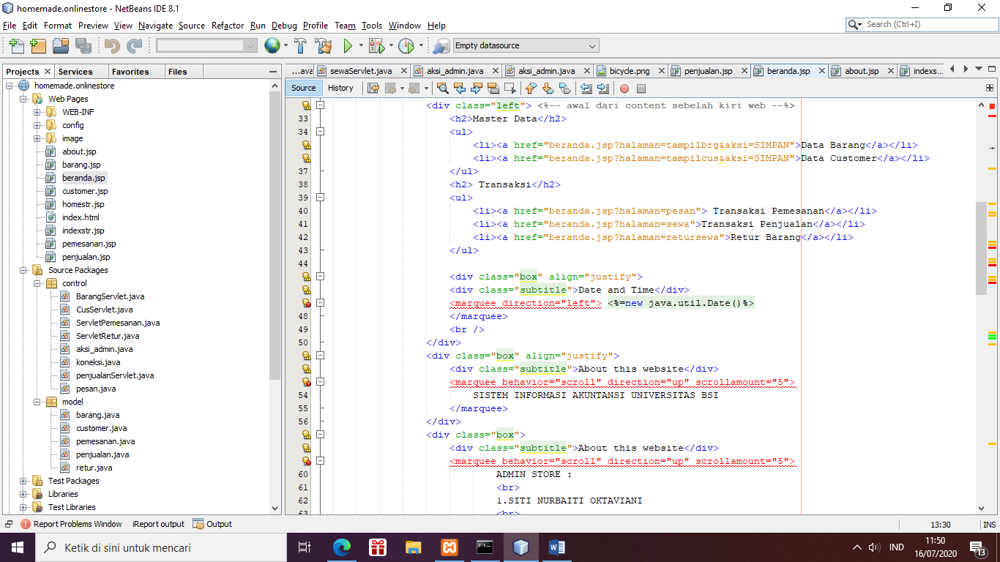 homemade.onlinestore - NetBeans IDE 8.1
File Edit Format Preview View Navigate Source Refactor Run Debug Profile Team Tools Window Help
Search (Ctrl+I)
Empty datasource
Projects Services Favorites Files
...ava sewaServlet.java aksi_admin.java aksi_admin.java bicycle.png penjualan.jsp beranda.jsp about.jsp indexs...
Source History
homemade.onlinestore
Web Pages
WEB-INF
config
image
about.jsp
barang.jsp
beranda.jsp
customer.jsp
homestr.jsp
index.html
indexstr.jsp
pemesanan.jsp
penjualan.jsp
Source Packages
control
BarangServlet.java
CusServlet.java
ServletPemesanan.java
ServletRetur.java
aksi_admin.java
koneksi.java
penjualanServlet.java
pesan.java
model
barang.java
customer.java
pemesanan.java
penjualan.java
retur.java
Test Packages
Libraries
Test Libraries
<div class="left"> <%-- awal dari content sebelah kiri web --%>
33 <h2>Master Data</h2>
34 <ul>
<li><a href="beranda.jsp?halaman=tampilbrg&aksi=SIMPAN">Data Barang</a></li>
<li><a href="beranda.jsp?halaman=tampilcus&aksi=SIMPAN">Data Customer</a></li>
37 </ul>
38 <h2> Transaksi</h2>
39 <ul>
40 <li><a href="beranda.jsp?halaman=pesan"> Transaksi Pemesanan</a></li>
41 <li><a href="beranda.jsp?halaman=sewa">Transaksi Penjualan</a></li>
42 <li><a href="beranda.jsp?halaman=retursewa">Retur Barang</a></li>
43 </ul>
44
<div class="box" align="justify">
<div class="subtitle">Date and Time</div>
<marquee direction="left"> <%=new java.util.Date()%>
48 </marquee>
49 <br />
50 </div>
<div class="box" align="justify">
<div class="subtitle">About this website</div>
<marquee behavior="scroll" direction="up" scrollamount="5">
54 SISTEM INFORMASI AKUNTANSI UNIVERSITAS BSI
55 </marquee>
56 </div>
<div class="box">
<div class="subtitle">About this website</div>
<marquee behavior="scroll" direction="up" scrollamount="5">
60 ADMIN STORE :
61 <br>
62 1.SITI NURBAITI OKTAVIANI
63 <br>
Report Problems Window iReport output Output
13:30 INS
Ketik di sini untuk mencari
IND
11:50
16/07/2020
13